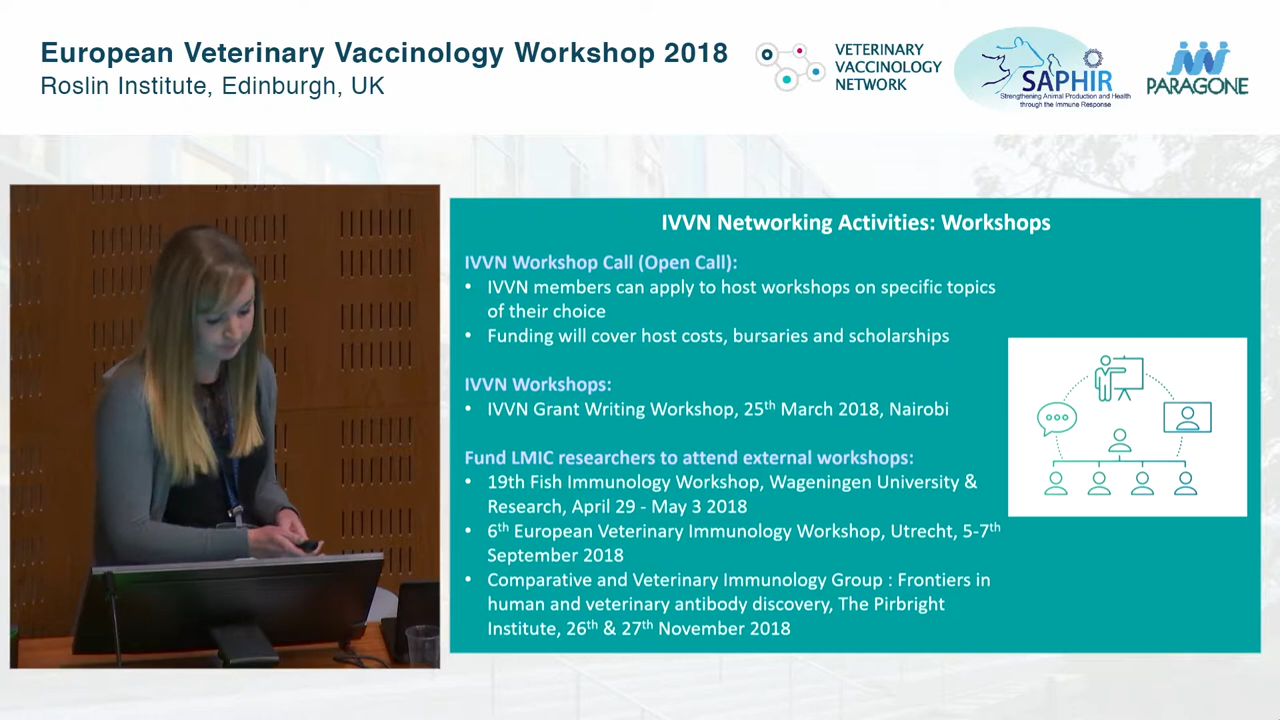 European Veterinary Vaccinology Workshop 2018
Roslin Institute, Edinburgh, UK
VETERINARY
VACCINOLOGY
NETWORK
SAPHIR
Strengthening Animal Production and Health
through the Immune Response
PARAGONE
IVVN Networking Activities: Workshops
IVVN Workshop Call (Open Call):
• IVVN members can apply to host workshops on specific topics
of their choice
• Funding will cover host costs, bursaries and scholarships
IVVN Workshops:
• IVVN Grant Writing Workshop, 25th March 2018, Nairobi
Fund LMIC researchers to attend external workshops:
• 19th Fish Immunology Workshop, Wageningen University &
Research, April 29 - May 3 2018
• 6th European Veterinary Immunology Workshop, Utrecht, 5-7th
September 2018
• Comparative and Veterinary Immunology Group : Frontiers in
human and veterinary antibody discovery, The Pirbright
Institute, 26th & 27th November 2018